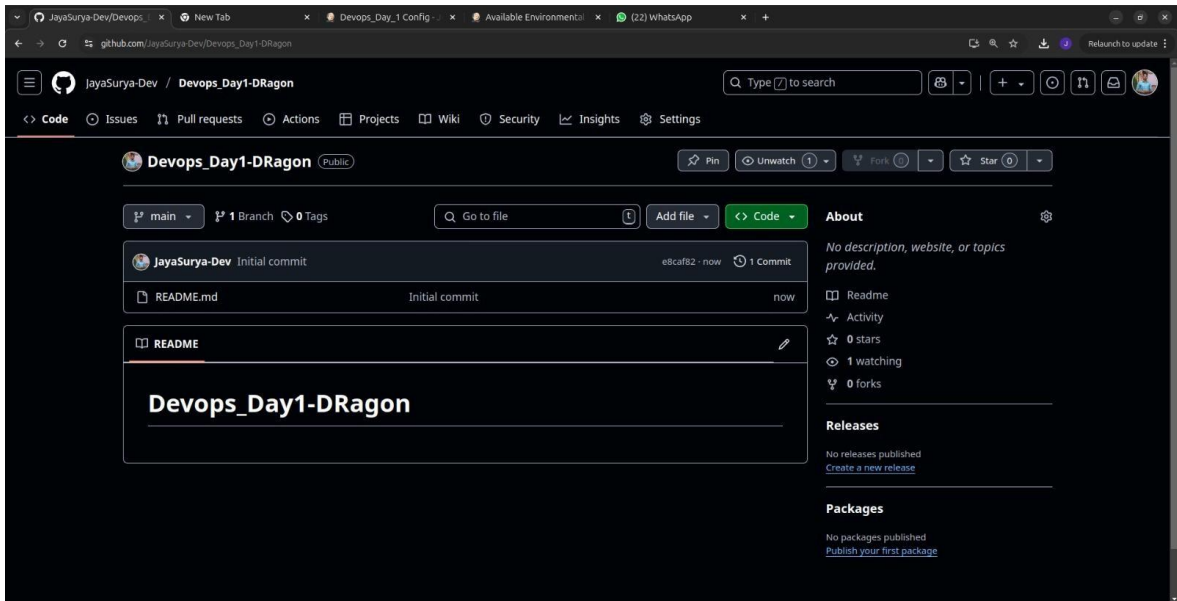 JayaSurya-Dev/Devops_
New Tab
Devops_Day_1 Config - J
Available Environmental
(22) WhatsApp
github.com/JayaSurya-Dev/Devops_Day1-DRagon
Relaunch to update
JayaSurya-Dev / Devops_Day1-DRagon
Type / to search
Code Issues Pull requests Actions Projects Wiki Security Insights Settings
Devops_Day1-DRagon Public
Pin Unwatch 1 Fork 0 Star 0
main 1 Branch 0 Tags Go to file t Add file Code
JayaSurya-Dev Initial commit e8caf82 · now 1 Commit
README.md Initial commit now
README
Devops_Day1-DRagon
About
No description, website, or topics
provided.
Readme
Activity
0 stars
1 watching
0 forks
Releases
No releases published
Create a new release
Packages
No packages published
Publish your first package